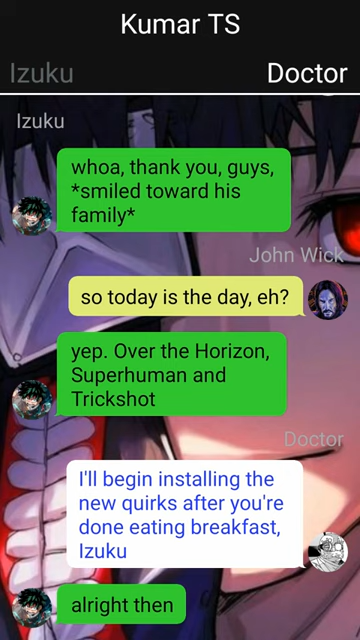 Kumar TS
Izuku
Doctor
Izuku
whoa, thank you, guys,
*smiled toward his
family*
John Wick
so today is the day, eh?
yep. Over the Horizon,
Superhuman and
Trickshot
Doctor
I'll begin installing the
new quirks after you're
done eating breakfast,
Izuku
alright then